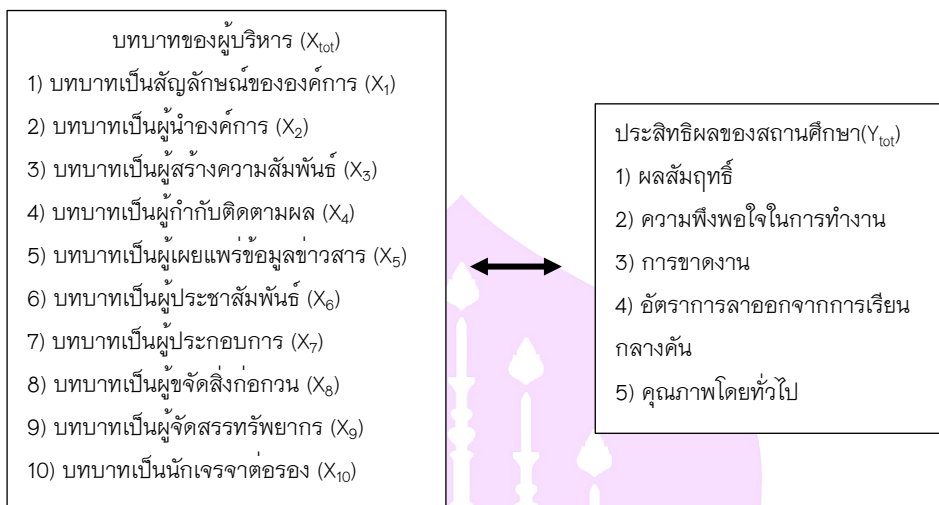 บทบาทของผู้บริหาร (Xtot)
1) บทบาทเป็นสัญลักษณ์ขององค์การ (X1)
2) บทบาทเป็นผู้นำองค์การ (X2)
3) บทบาทเป็นผู้สร้างความสัมพันธ์ (X3)
4) บทบาทเป็นผู้กำกับติดตามผล (X4)
5) บทบาทเป็นผู้เผยแพร่ข้อมูลข่าวสาร (X5)
6) บทบาทเป็นผู้ประชาสัมพันธ์ (X6)
7) บทบาทเป็นผู้ประกอบการ (X7)
8) บทบาทเป็นผู้ขจัดสิ่งก่อกวน (X8)
9) บทบาทเป็นผู้จัดสรรทรัพยากร (X9)
10) บทบาทเป็นนักเจรจาต่อรอง (X10)
ประสิทธิผลของสถานศึกษา(Ytot)
1) ผลสัมฤทธิ์
2) ความพึงพอใจในการทำงาน
3) การขาดงาน
4) อัตราการลาออกจากการเรียน
กลางคัน
5) คุณภาพโดยทั่วไป